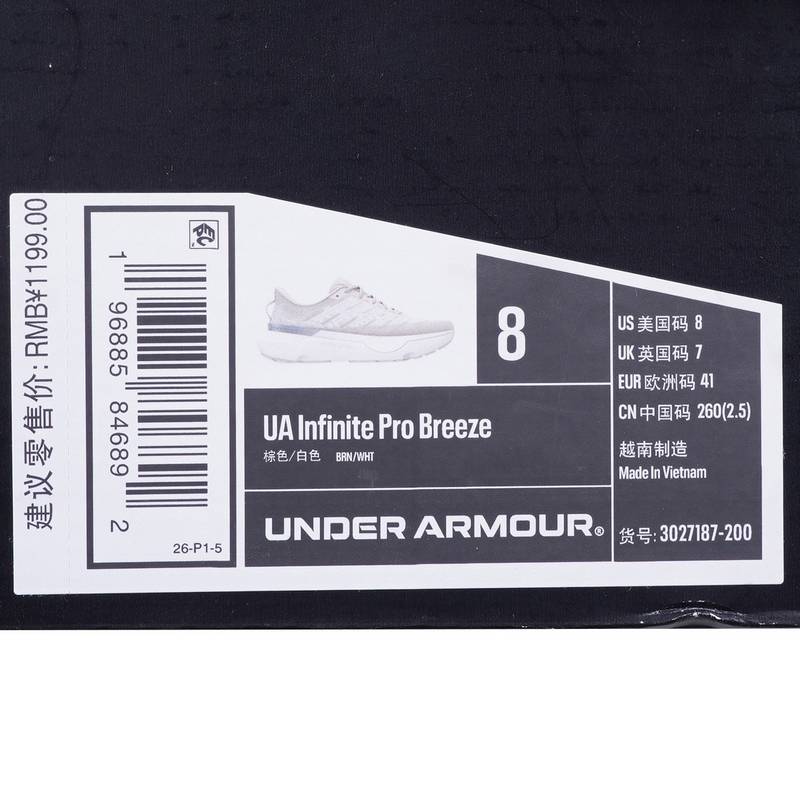 建议零售价: RMB¥1199.00
1 96885 84689 2
26-P1-5
8
UA Infinite Pro Breeze
棕色/白色 BRN/WHT
UNDER ARMOUR®
US 美国码 8
UK 英国码 7
EUR 欧洲码 41
CN 中国码 260(2.5)
越南制造
Made In Vietnam
货号: 3027187-200